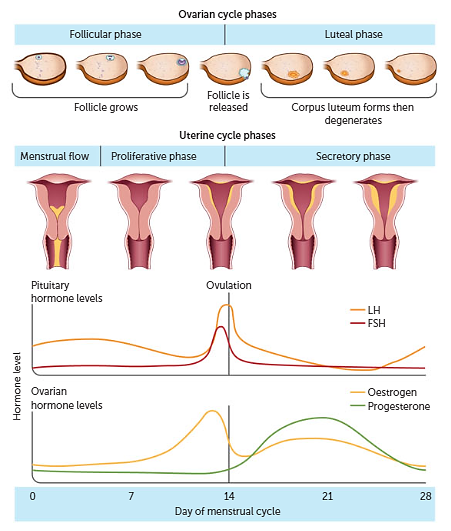 Ovarian cycle phases
Follicular phase
Luteal phase
Follicle grows
Follicle is
released
Corpus luteum forms then
degenerates
Uterine cycle phases
Menstrual flow
Proliferative phase
Secretory phase
Pituitary
hormone levels
Ovulation
LH
FSH
Hormone level
Ovarian
hormone levels
Oestrogen
Progesterone
0 7 14 21 28
Day of menstrual cycle